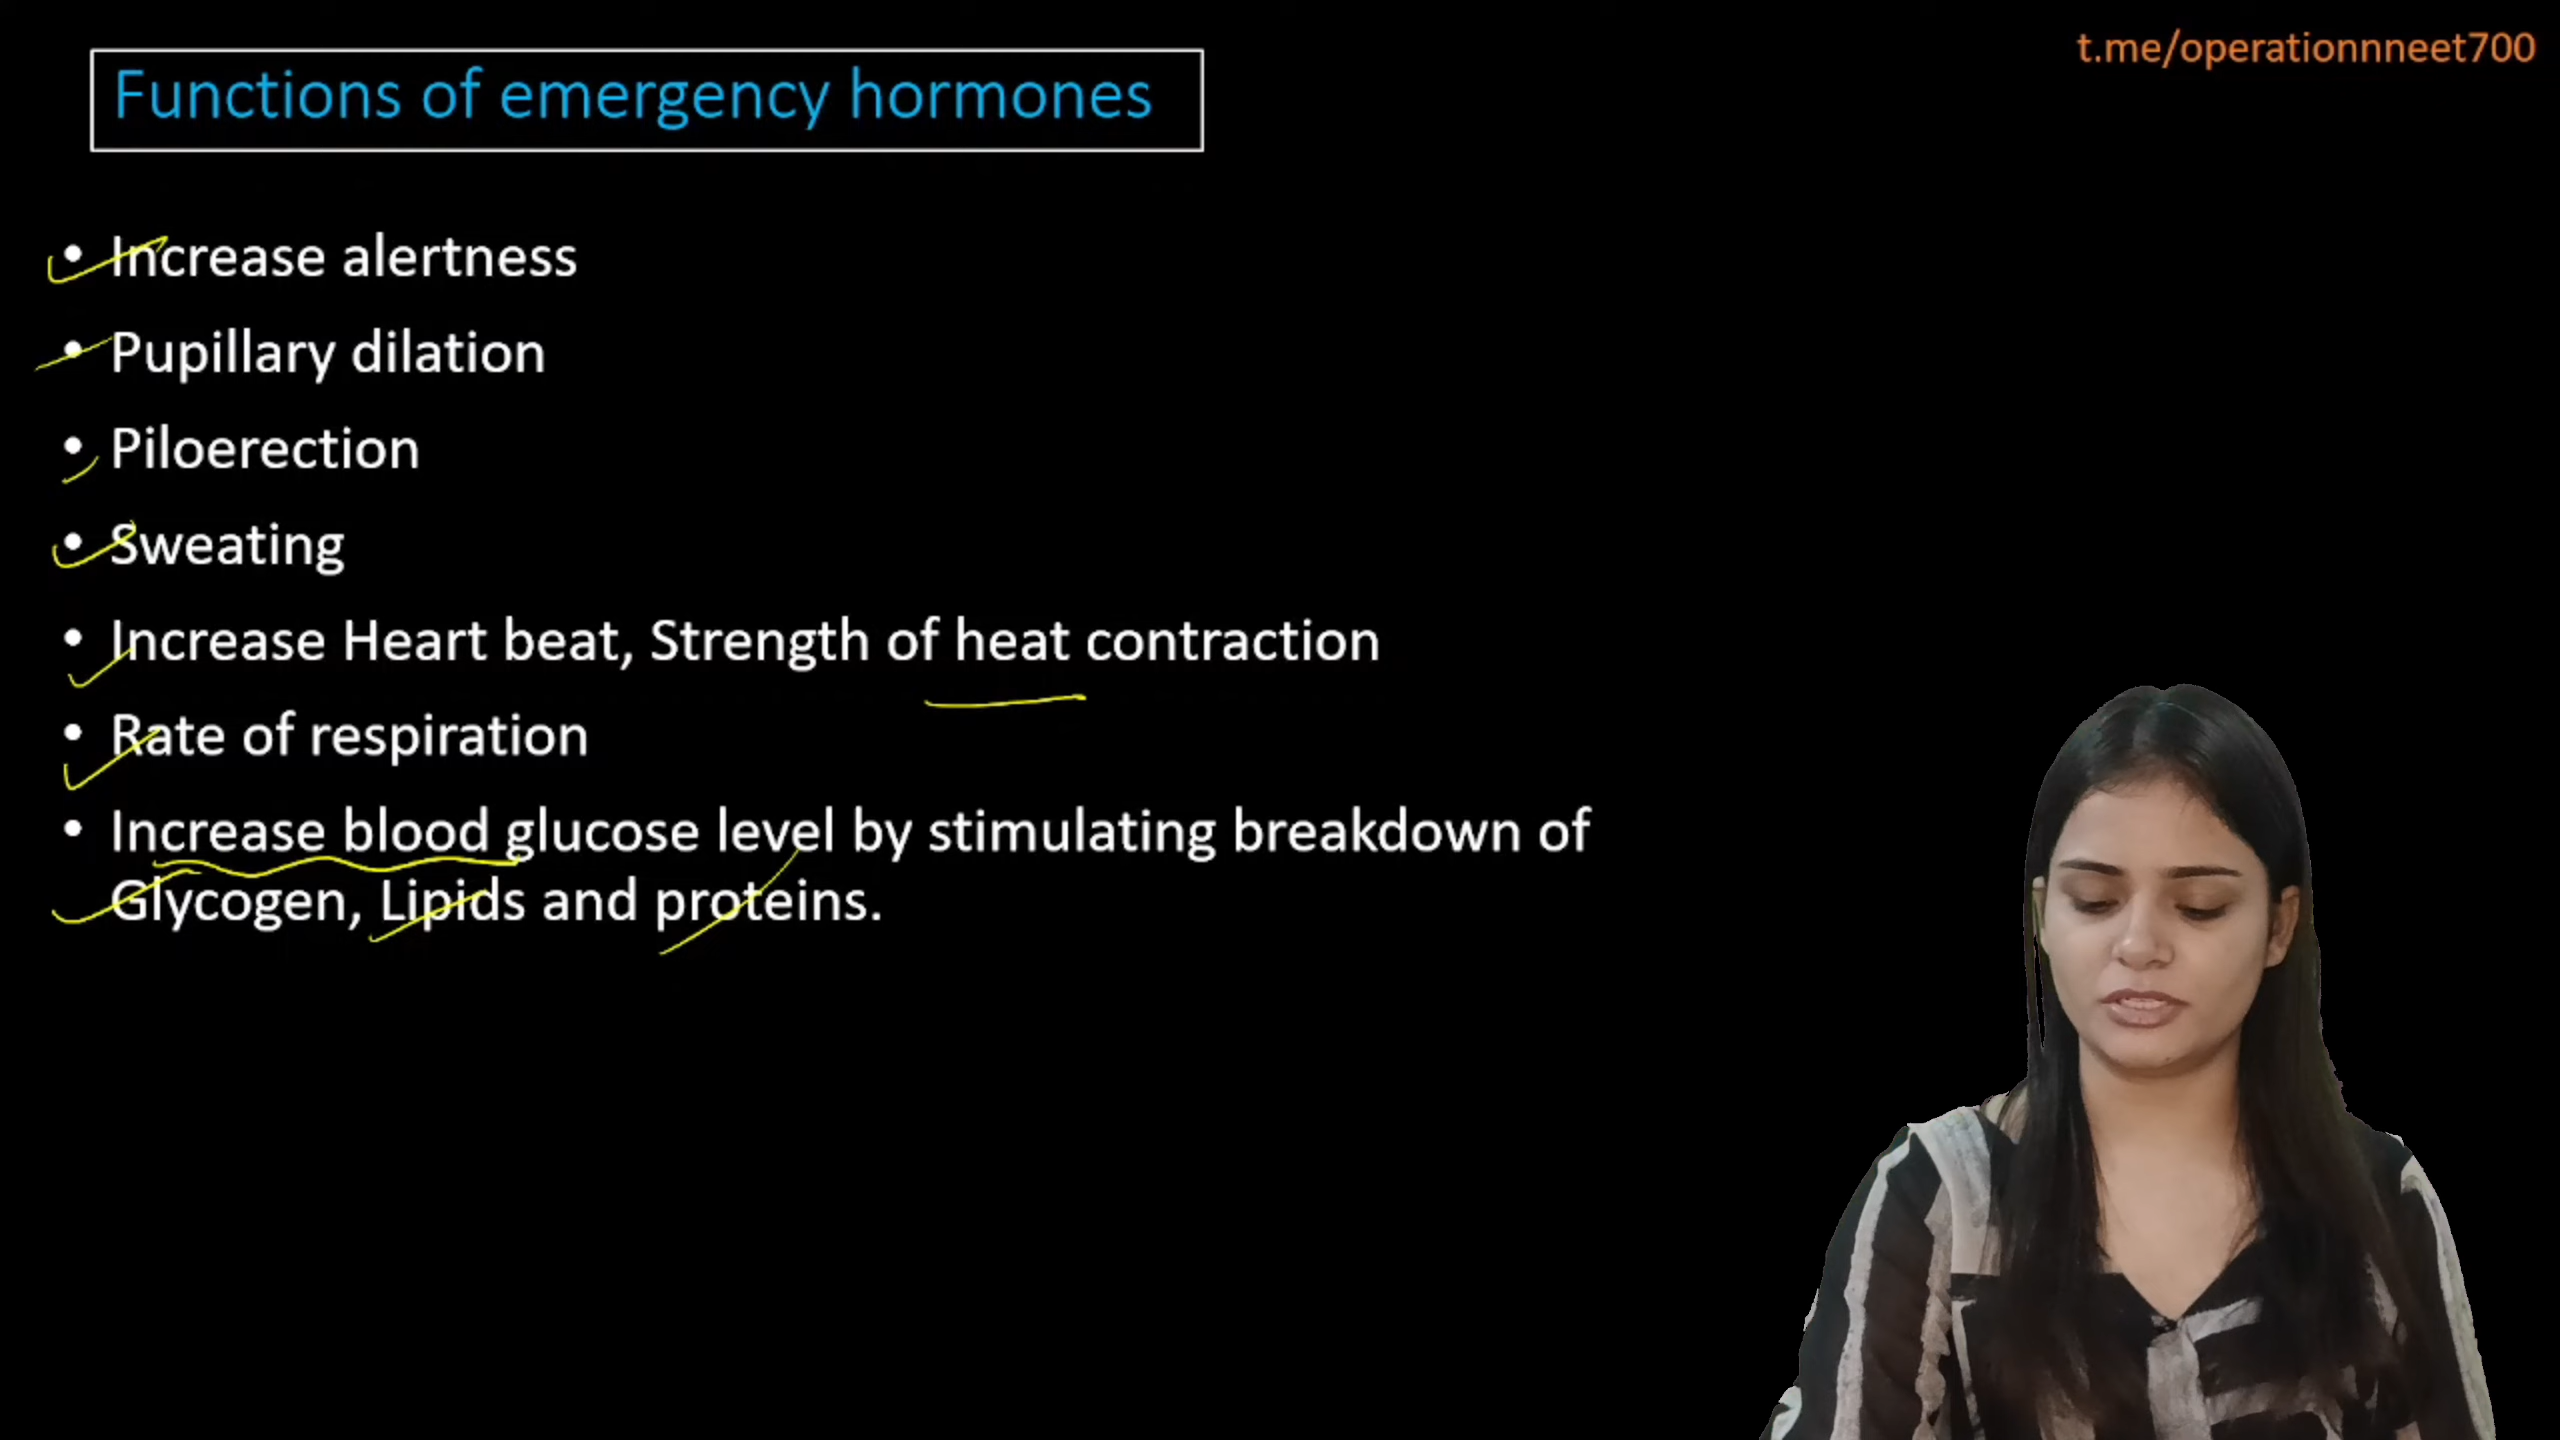 t.me/operationnneet700
Functions of emergency hormones
• Increase alertness
• Pupillary dilation
• Piloerection
• Sweating
• Increase Heart beat, Strength of heat contraction
• Rate of respiration
• Increase blood glucose level by stimulating breakdown of
Glycogen, Lipids and proteins.